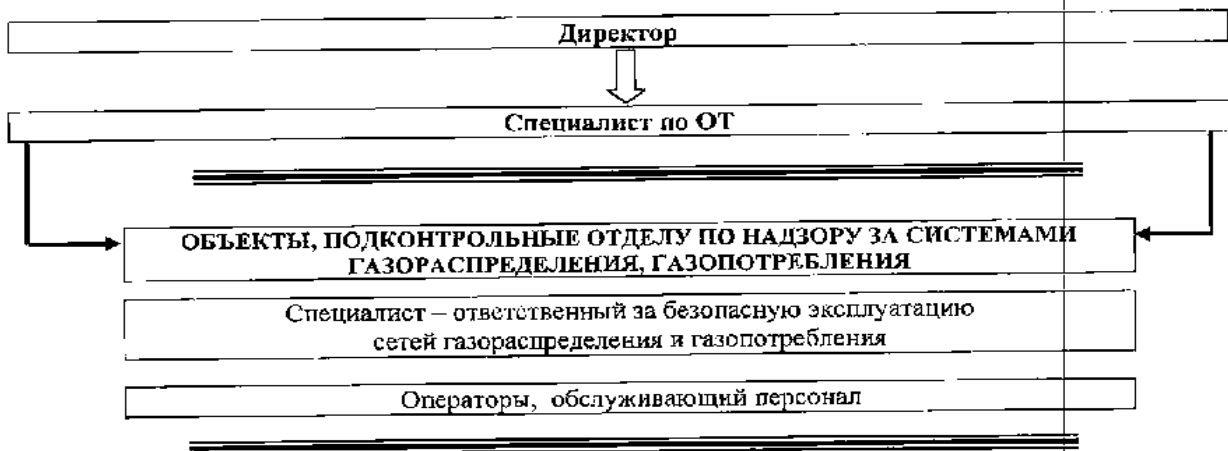 Директор
Специалист по ОТ
ОБЪЕКТЫ, ПОДКОНТРОЛЬНЫЕ ОТДЕЛУ ПО НАДЗОРУ ЗА СИСТЕМАМИ
ГАЗОРАСПРЕДЕЛЕНИЯ, ГАЗОПОТРЕБЛЕНИЯ
Специалист – ответственный за безопасную эксплуатацию
сетей газораспределения и газопотребления
Операторы, обслуживающий персонал